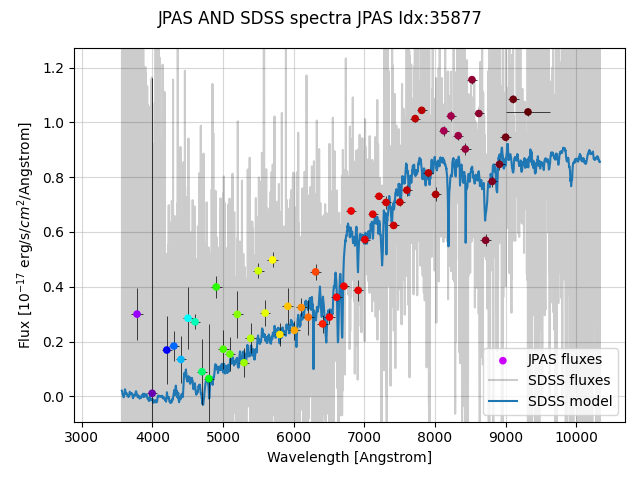 JPAS AND SDSS spectra JPAS Idx:35877
1.2
1.0
0.8
0.6
0.4
0.2
0.0
Flux [10⁻¹⁷ erg/s/cm²/Angstrom]
JPAS fluxes
SDSS fluxes
SDSS model
3000 4000 5000 6000 7000 8000 9000 10000
Wavelength [Angstrom]